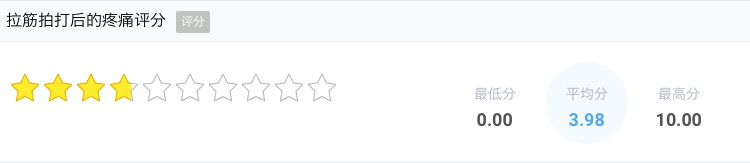 拉筋拍打后的疼痛评分 评分
最低分 平均分 最高分
0.00 3.98 10.00